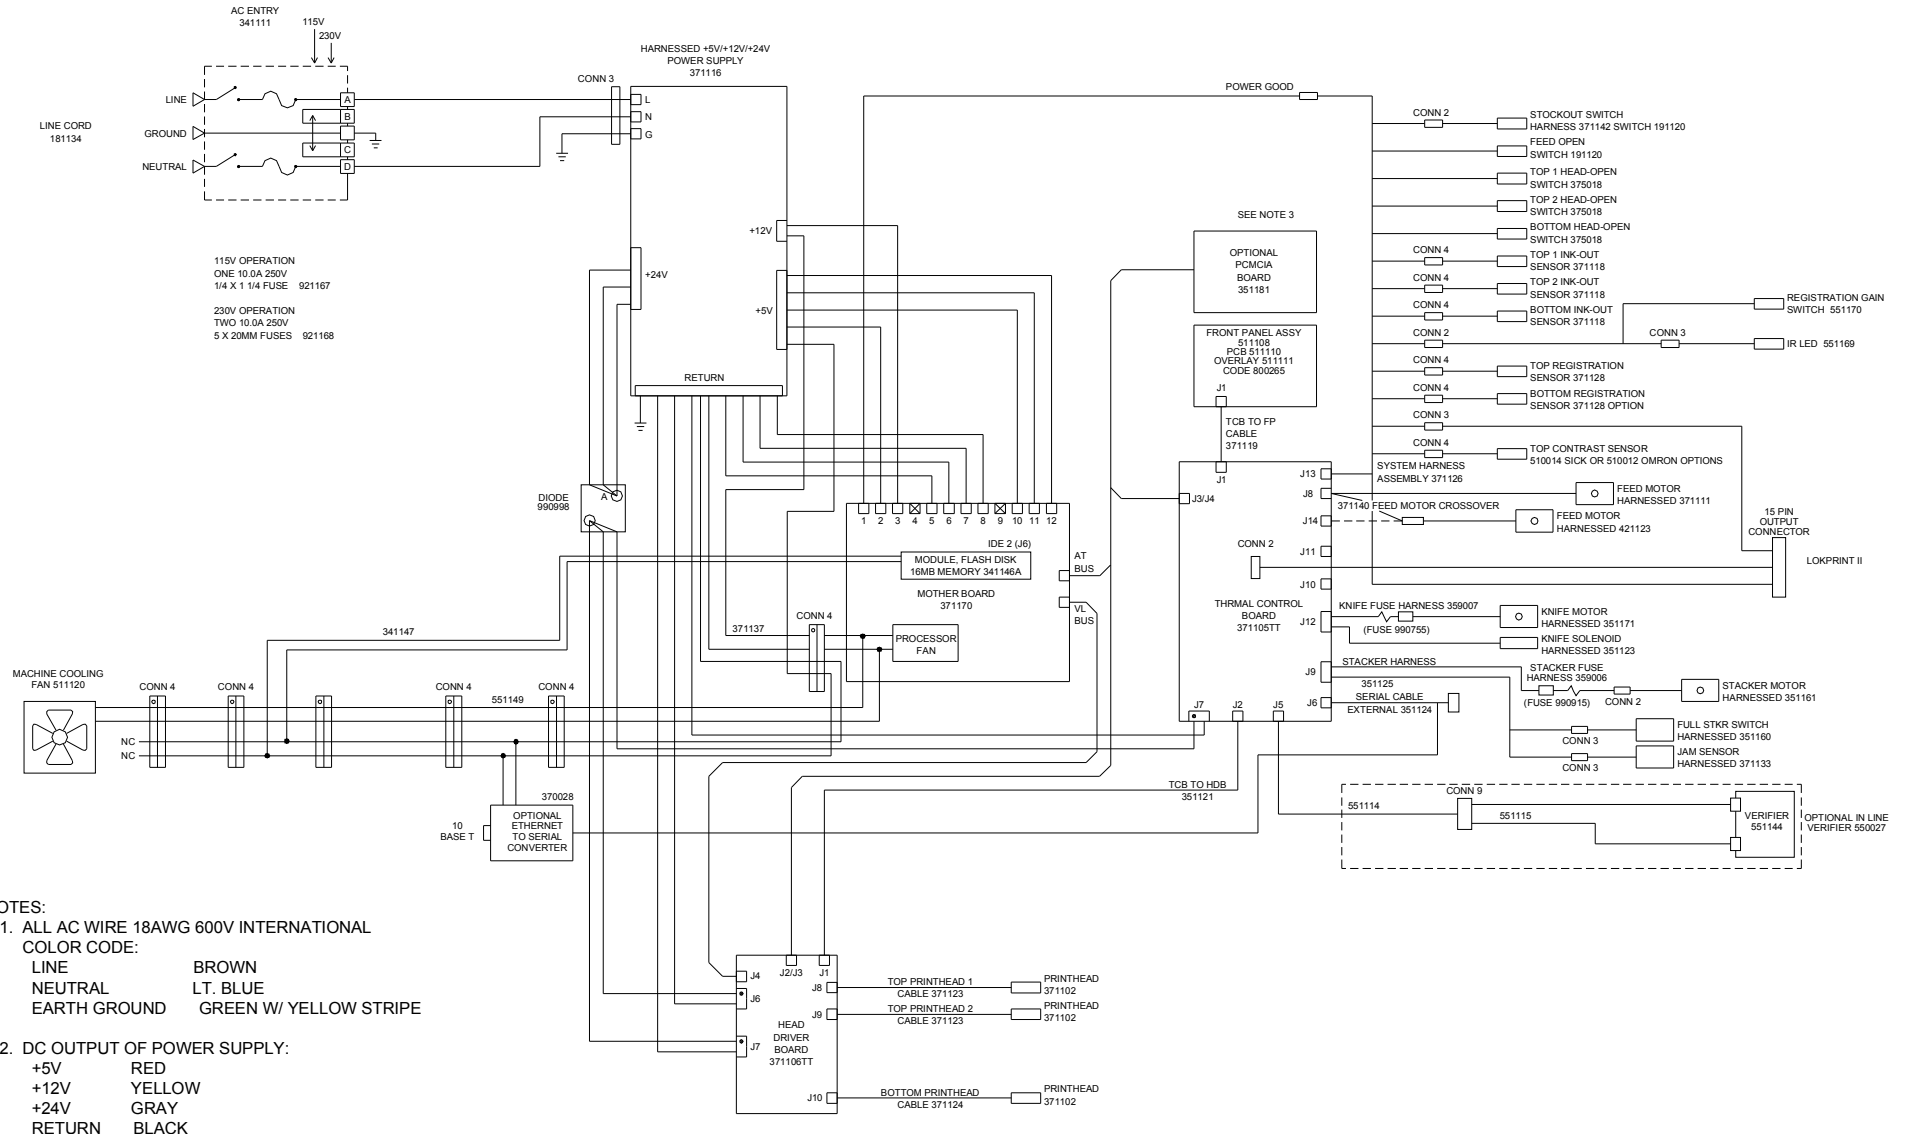 AC ENTRY
341111
115V
230V
LINE CORD
181134
LINE
GROUND
NEUTRAL
A
B
C
D
115V OPERATION
ONE 10.0A 250V
1/4 X 1 1/4 FUSE 921167
230V OPERATION
TWO 10.0A 250V
5 X 20MM FUSES 921168
CONN 3
HARNESSED +5V/+12V/+24V
POWER SUPPLY
371116
L
N
G
+12V
+24V
+5V
RETURN
DIODE
990998
A
POWER GOOD
SEE NOTE 3
OPTIONAL
PCMCIA
BOARD
351181
FRONT PANEL ASSY
511108
PCB 511110
OVERLAY 511111
CODE 800265
J1
TCB TO FP
CABLE
371119
CONN 2
STOCKOUT SWITCH
HARNESS 371142 SWITCH 191120
FEED OPEN
SWITCH 191120
TOP 1 HEAD-OPEN
SWITCH 375018
TOP 2 HEAD-OPEN
SWITCH 375018
BOTTOM HEAD-OPEN
SWITCH 375018
CONN 4
TOP 1 INK-OUT
SENSOR 371118
CONN 4
TOP 2 INK-OUT
SENSOR 371118
CONN 4
BOTTOM INK-OUT
SENSOR 371118
REGISTRATION GAIN
SWITCH 551170
CONN 2
CONN 3
IR LED 551169
CONN 4
TOP REGISTRATION
SENSOR 371128
CONN 4
BOTTOM REGISTRATION
SENSOR 371128 OPTION
CONN 3
CONN 4
TOP CONTRAST SENSOR
510014 SICK OR 510012 OMRON OPTIONS
SYSTEM HARNESS
ASSEMBLY 371126
J1
J3/J4
J13
J8
J14
J11
J10
J12
J9
J6
J7
J2
J5
CONN 2
THRMAL CONTROL
BOARD
371105TT
FEED MOTOR
HARNESSED 371111
371140 FEED MOTOR CROSSOVER
FEED MOTOR
HARNESSED 421123
15 PIN
OUTPUT
CONNECTOR
LOKPRINT II
KNIFE FUSE HARNESS 359007
(FUSE 990755)
KNIFE MOTOR
HARNESSED 351171
KNIFE SOLENOID
HARNESSED 351123
STACKER HARNESS
351125
STACKER FUSE
HARNESS 359006
(FUSE 990915)
CONN 2
STACKER MOTOR
HARNESSED 351161
SERIAL CABLE
EXTERNAL 351124
CONN 3
FULL STKR SWITCH
HARNESSED 351160
CONN 3
JAM SENSOR
HARNESSED 371133
1 2 3 4 5 6 7 8 9 10 11 12
IDE 2 (J6)
MODULE, FLASH DISK
16MB MEMORY 341146A
MOTHER BOARD
371170
AT
BUS
VL
BUS
PROCESSOR
FAN
CONN 4
371137
341147
MACHINE COOLING
FAN 511120
CONN 4
CONN 4
CONN 4
551149
CONN 4
NC
NC
370028
10
BASE T
OPTIONAL
ETHERNET
TO SERIAL
CONVERTER
TCB TO HDB
351121
551114
CONN 9
551115
VERIFIER
551144
OPTIONAL IN LINE
VERIFIER 550027
J4
J2/J3
J1
J6
J7
J8
J9
J10
HEAD
DRIVER
BOARD
371106TT
TOP PRINTHEAD 1
CABLE 371123
PRINTHEAD
371102
TOP PRINTHEAD 2
CABLE 371123
PRINTHEAD
371102
BOTTOM PRINTHEAD
CABLE 371124
PRINTHEAD
371102
OTES:
1. ALL AC WIRE 18AWG 600V INTERNATIONAL
COLOR CODE:
LINE BROWN
NEUTRAL LT. BLUE
EARTH GROUND GREEN W/ YELLOW STRIPE
2. DC OUTPUT OF POWER SUPPLY:
+5V RED
+12V YELLOW
+24V GRAY
RETURN BLACK